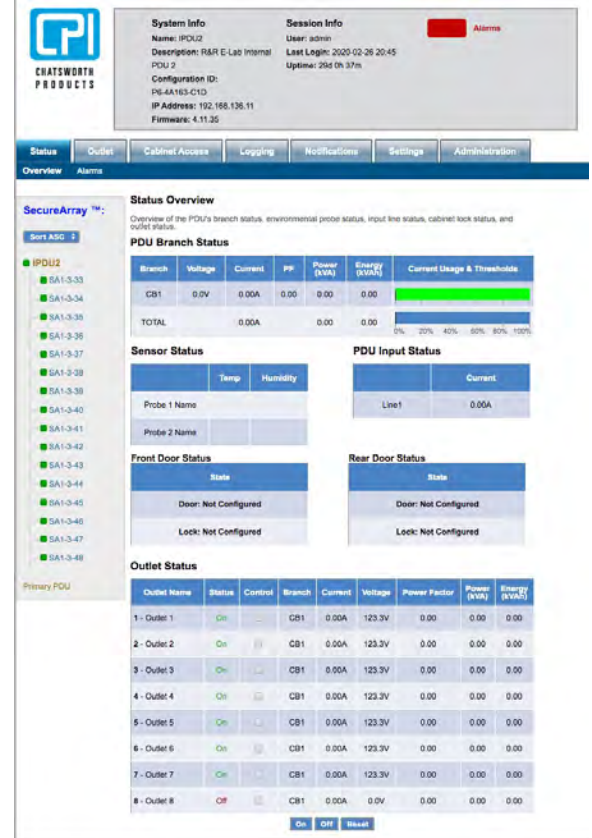 CPI
CHATSWORTH
PRODUCTS
System Info
Name: IPDU2
Description: R&R E-Lab Internal
PDU 2
Configuration ID:
P6-4A163-C1D
IP Address: 192.168.136.11
Firmware: 4.11.35
Session Info
User: admin
Last Login: 2020-02-26 20:45
Uptime: 29d 0h 37m
Alarms
Status Outlet Cabinet Access Logging Notifications Settings Administration
Overview Alarms
SecureArray ™:
Sort ASC
IPDU2
SA1-3-33
SA1-3-34
SA1-3-35
SA1-3-36
SA1-3-37
SA1-3-38
SA1-3-39
SA1-3-40
SA1-3-41
SA1-3-42
SA1-3-43
SA1-3-44
SA1-3-45
SA1-3-46
SA1-3-47
SA1-3-48
Primary PDU
Status Overview
Overview of the PDU's branch status, environmental probe status, input line status, cabinet lock status, and
outlet status.
PDU Branch Status
Branch Voltage Current PF Power (kVA) Energy (kVAh) Current Usage & Thresholds
CB1 0.0V 0.00A 0.00 0.00 0.00
TOTAL 0.00A 0.00 0.00
0% 20% 40% 60% 80% 100%
Sensor Status
Temp Humidity
Probe 1 Name
Probe 2 Name
PDU Input Status
Current
Line1 0.00A
Front Door Status
State
Door: Not Configured
Lock: Not Configured
Rear Door Status
State
Door: Not Configured
Lock: Not Configured
Outlet Status
Outlet Name Status Control Branch Current Voltage Power Factor Power (kVA) Energy (kVAh)
1 - Outlet 1 On CB1 0.00A 123.3V 0.00 0.00 0.00
2 - Outlet 2 On CB1 0.00A 123.3V 0.00 0.00 0.00
3 - Outlet 3 On CB1 0.00A 123.3V 0.00 0.00 0.00
4 - Outlet 4 On CB1 0.00A 123.3V 0.00 0.00 0.00
5 - Outlet 5 On CB1 0.00A 123.3V 0.00 0.00 0.00
6 - Outlet 6 On CB1 0.00A 123.3V 0.00 0.00 0.00
7 - Outlet 7 On CB1 0.00A 123.3V 0.00 0.00 0.00
8 - Outlet 8 Off CB1 0.00A 0.0V 0.00 0.00 0.00
On Off Reset